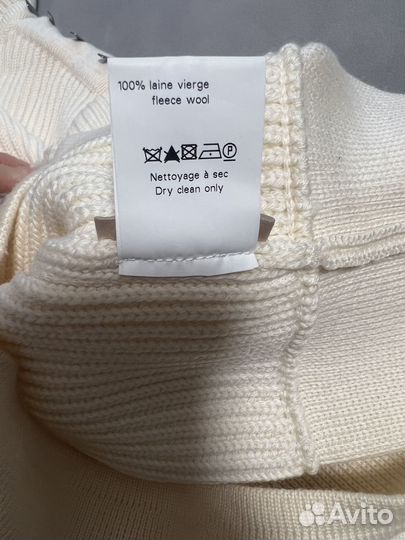 100% laine vierge
fleece wool
P
Nettoyage à sec
Dry clean only
Avito